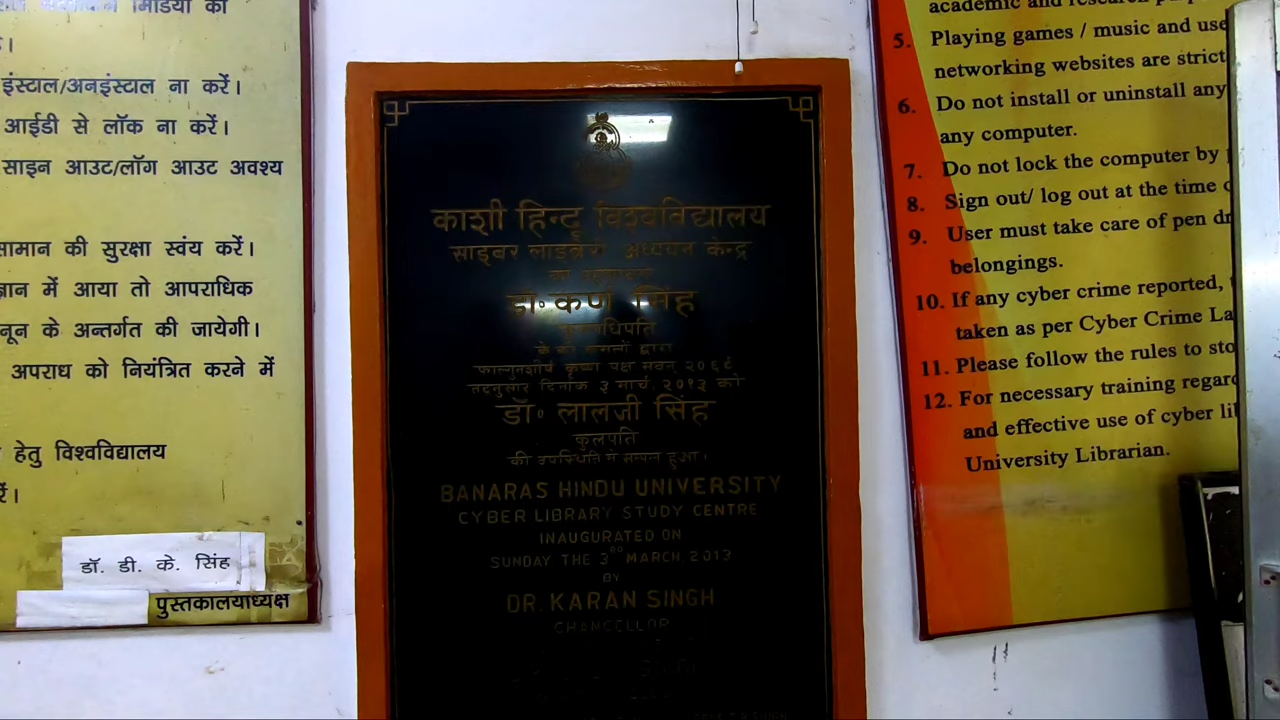 मीडिया का
है।
इंस्टाल/अनइंस्टाल ना करें।
आईडी से लॉक ना करें।
साइन आउट/लॉग आउट अवश्य
सामान की सुरक्षा स्वंय करें।
में आया तो आपराधिक
के अन्तर्गत की जायेगी।
अपराध को नियंत्रित करने में
हेतु विश्वविद्यालय
डॉ. डी. के. सिंह
पुस्तकालयाध्यक्ष
काशी हिन्दू विश्वविद्यालय
साइबर लाइब्रेरी अध्ययन केन्द्र
डॉ॰ कर्ण सिंह
कुलाधिपति
के कर कमलों द्वारा
फाल्गुनशीर्ष कृष्ण पक्ष संवत् २०६९
तद्नुसार दिनांक ३ मार्च, २०१३ को
डॉ॰ लालजी सिंह
कुलपति
की उपस्थिति में सम्पन्न हुआ।
BANARAS HINDU UNIVERSITY
CYBER LIBRARY STUDY CENTRE
INAUGURATED ON
SUNDAY THE 3RD MARCH 2013
BY
DR. KARAN SINGH
CHANCELLOR
academic and research
5. Playing games / music and use
networking websites are strict
6. Do not install or uninstall any
any computer.
7. Do not lock the computer by
8. Sign out/ log out at the time
9. User must take care of pen dr
belongings.
10. If any cyber crime reported,
taken as per Cyber Crime La
11. Please follow the rules to sto
12. For necessary training regard
and effective use of cyber li
University Librarian.